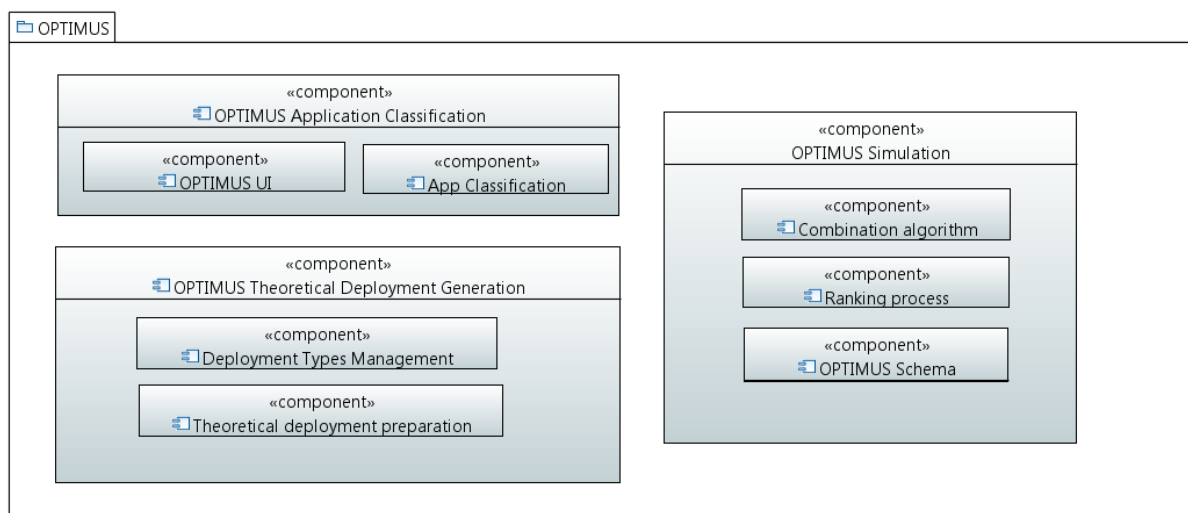 OPTIMUS
«component»
OPTIMUS Application Classification
«component»
OPTIMUS UI
«component»
App Classification
«component»
OPTIMUS Theoretical Deployment Generation
«component»
Deployment Types Management
«component»
Theoretical deployment preparation
«component»
OPTIMUS Simulation
«component»
Combination algorithm
«component»
Ranking process
«component»
OPTIMUS Schema